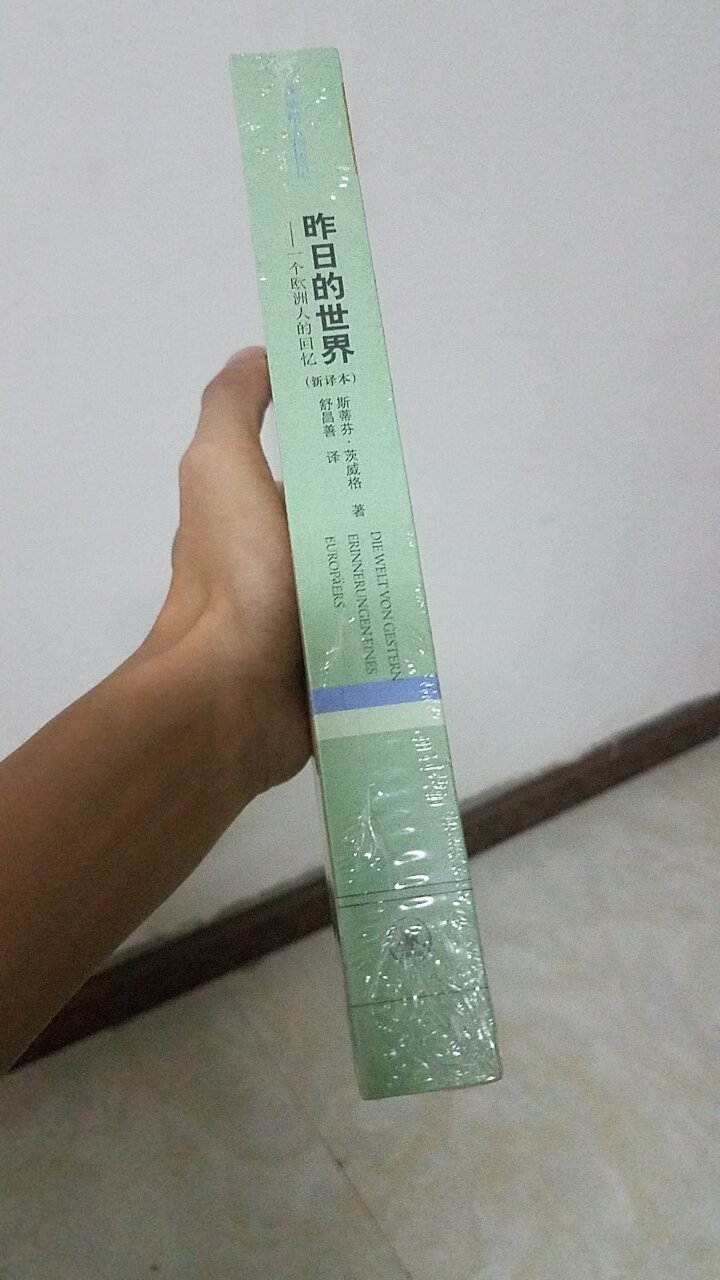 昨日的世界
——一个欧洲人的回忆
(新译本)
斯蒂芬·茨威格 著
舒昌善 译
DIE WELT VON GESTERN
ERINNERUNGEN EINES
EUROPäERS